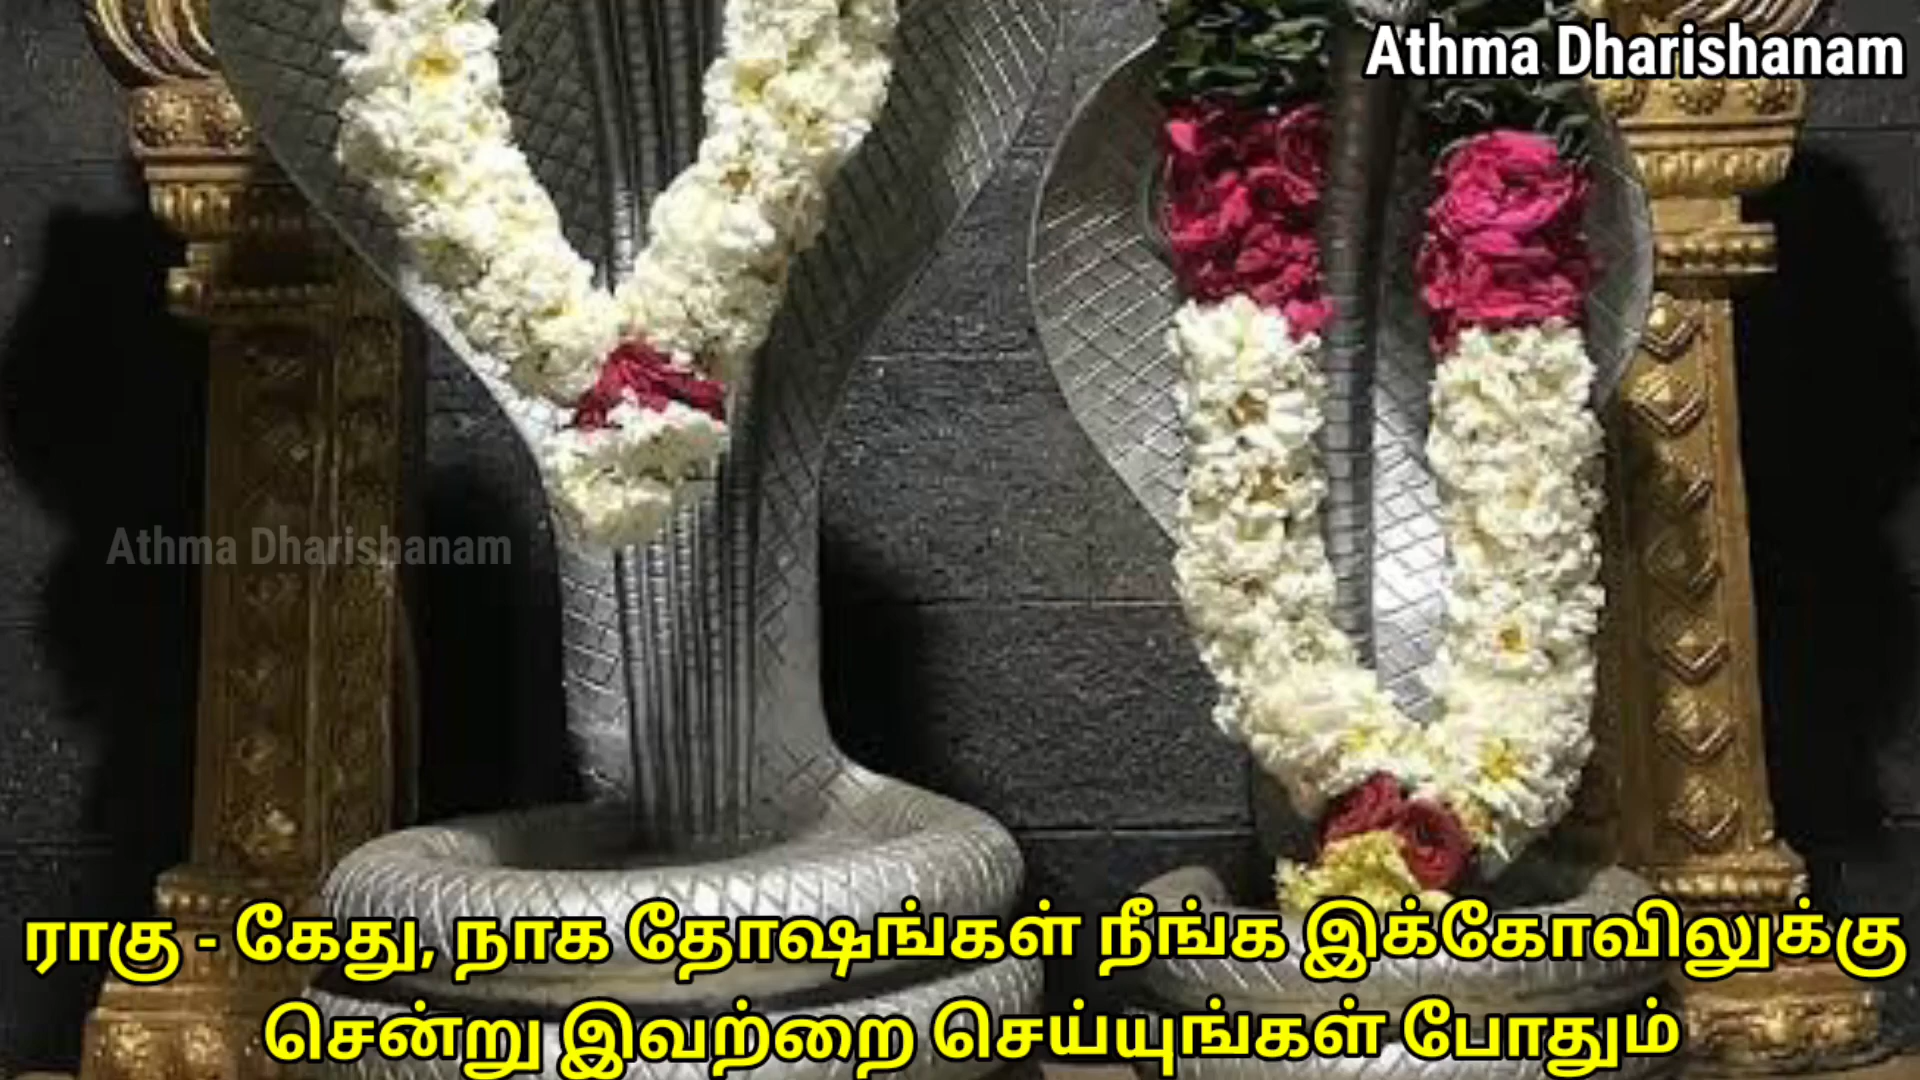 Athma Dharishanam
Athma Dharishanam
ராகு - கேது, நாக தோஷங்கள் நீங்க இக்கோவிலுக்கு
சென்று இவற்றை செய்யுங்கள் போதும்